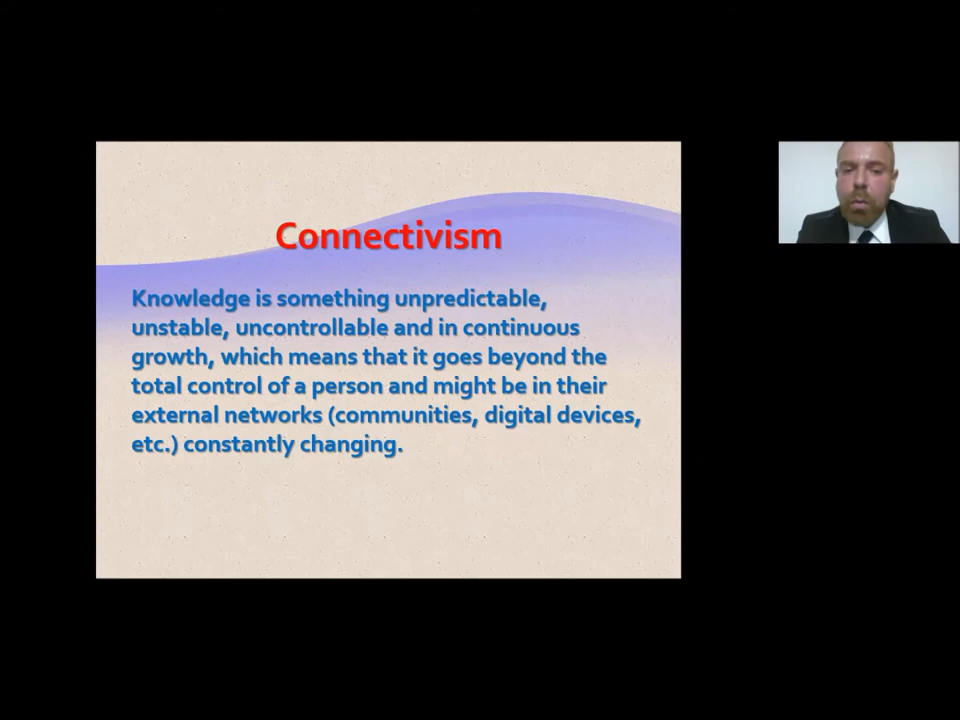 Connectivism
Knowledge is something unpredictable,
unstable, uncontrollable and in continuous
growth, which means that it goes beyond the
total control of a person and might be in their
external networks (communities, digital devices,
etc.) constantly changing.